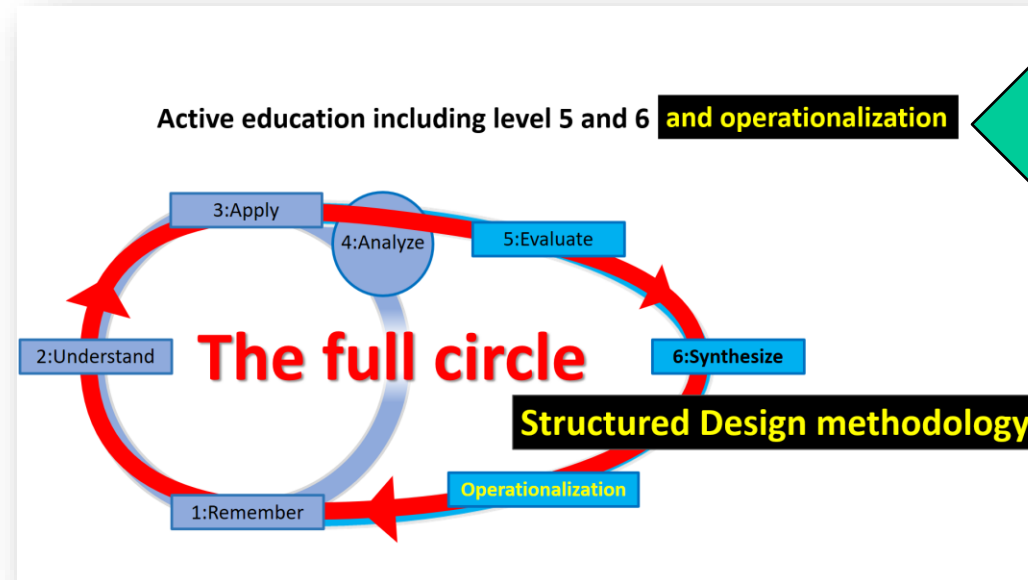 Active education including level 5 and 6 and operationalization
3:Apply
4:Analyze
5:Evaluate
2:Understand
The full circle
6:Synthesize
Structured Design methodology
Operationalization
1:Remember